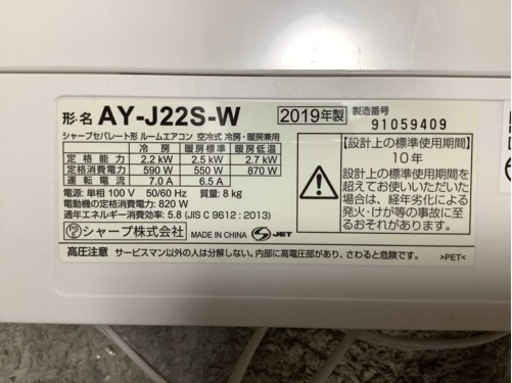 形名 AY-J22S-W 2019年製 製造番号 91059409
シャープセパレート形 ルームエアコン 空冷式 冷房・暖房兼用
冷 房 暖房標準 暖房低温
定 格 能 力 2.2 kW 2.5 kW 2.7 kW
定格消費電力 590 W 550 W 870 W
運 転 電 流 7.0 A 6.5 A
電源:単相 100 V 50/60 Hz 質量:8 kg
電動機の定格消費電力:820 W
通年エネルギー消費効率:5.8 (JIS C 9612:2013)
PS E シャープ株式会社 MADE IN CHINA S JET
【設計上の標準使用期間】
10年
設計上の標準使用期間を
超えてお使いいただいた
場合は、経年劣化による
発火・けが等の事故に至る
おそれがあります。
高圧注意 サービスマン以外の人は分解しない。内部に高電圧部があり、さわると危険です。 >PET<